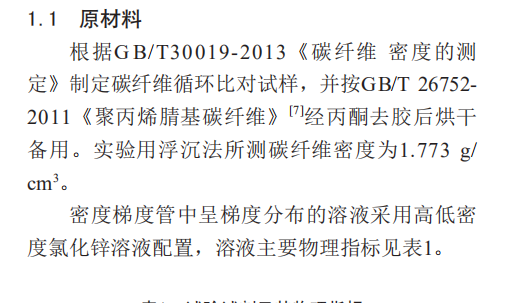 1.1 原材料
根据GB/T30019-2013《碳纤维 密度的测
定》制定碳纤维循环比对试样，并按GB/T 26752-
2011《聚丙烯腈基碳纤维》[7]经丙酮去胶后烘干
备用。实验用浮沉法所测碳纤维密度为1.773 g/
cm³。
密度梯度管中呈梯度分布的溶液采用高低密
度氯化锌溶液配置，溶液主要物理指标见表1。